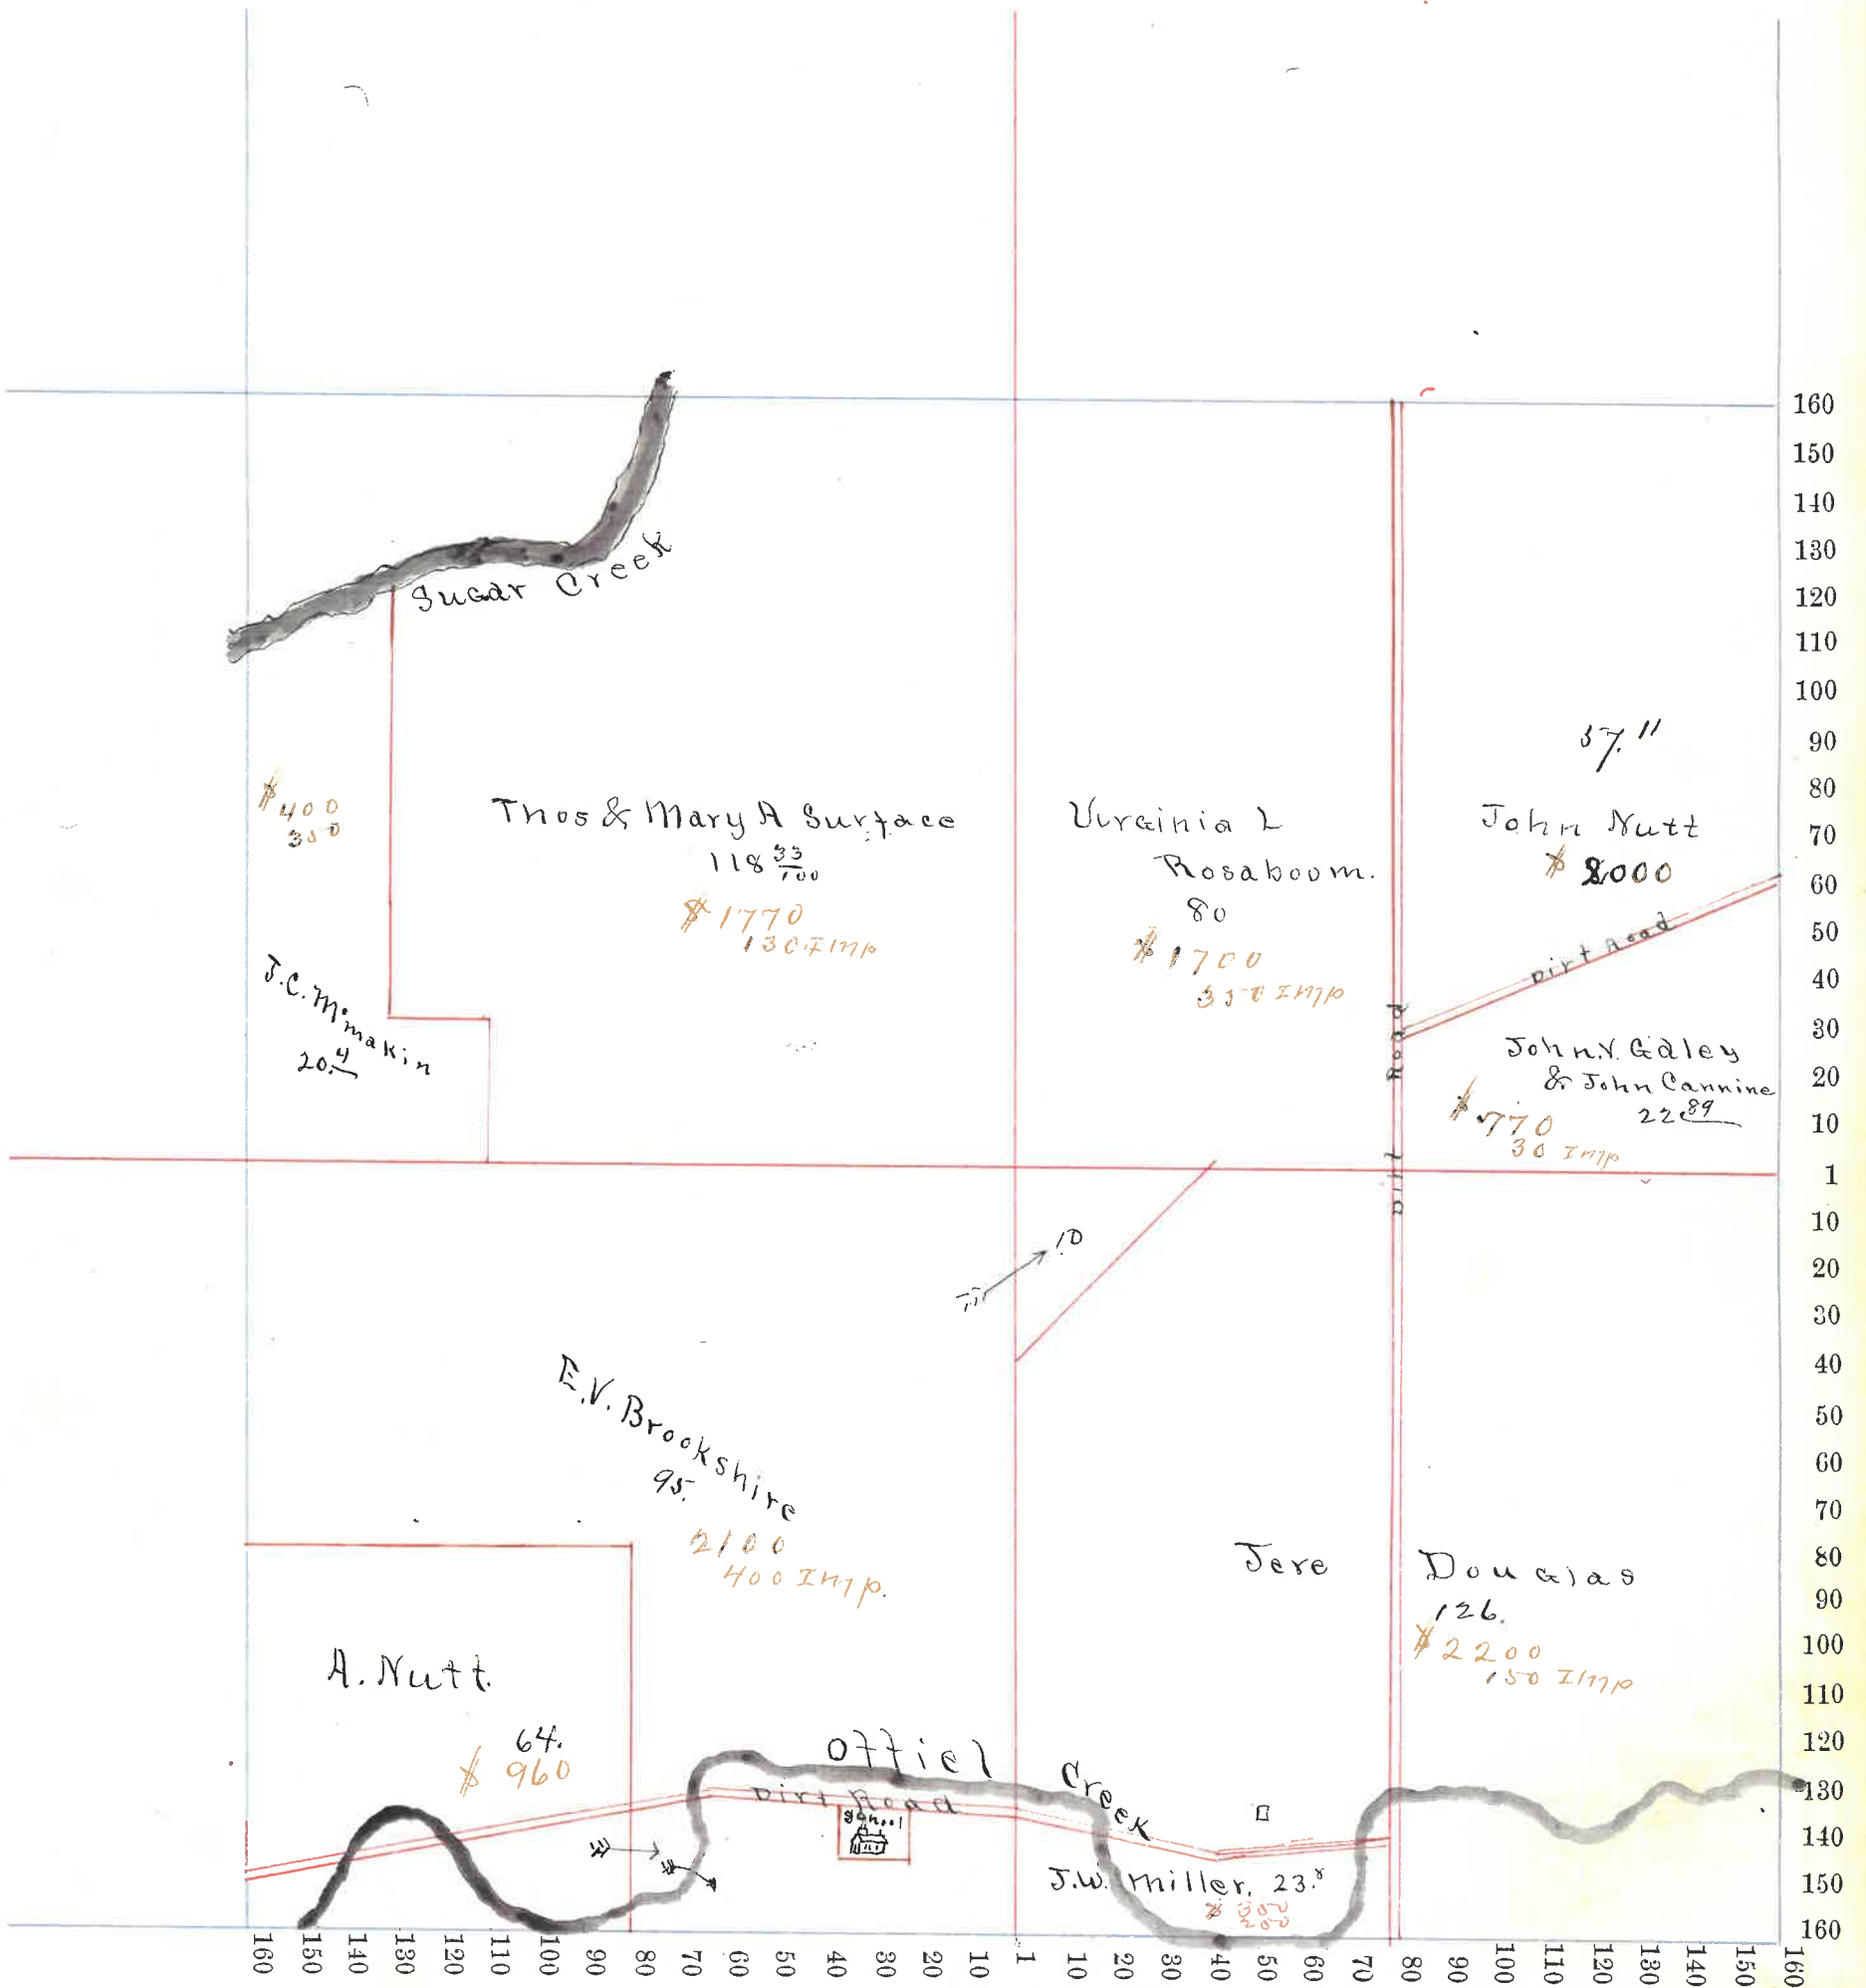 Sugar Creek
$400
350
Thos & Mary A Surface
118 33/100
$1770
130 Imp
J.C. Mcmakin
20.4
Virginia L
Rosaboom.
80
$1700
350 Imp
57.11
John Nutt
$
Dirt Road
Dirt Road
John.V. Galey
& John Cannine
22 89
$770
30 Imp
10
E.V. Brookshire
95.
2100
400 Imp.
Jere Douglas
126.
$2200
150 Imp
A. Nutt.
64.
$960
Offiel Creek
Dirt Road
School
J.W. Miller. 23.8
$300
200
160
150
140
130
120
110
100
90
80
70
60
50
40
30
20
10
1
10
20
30
40
50
60
70
80
90
100
110
120
130
140
150
160
160 150 140 130 120 110 100 90 80 70 60 50 40 30 20 10 1 10 20 30 40 50 60 70 80 90 100 110 120 130 140 150 160